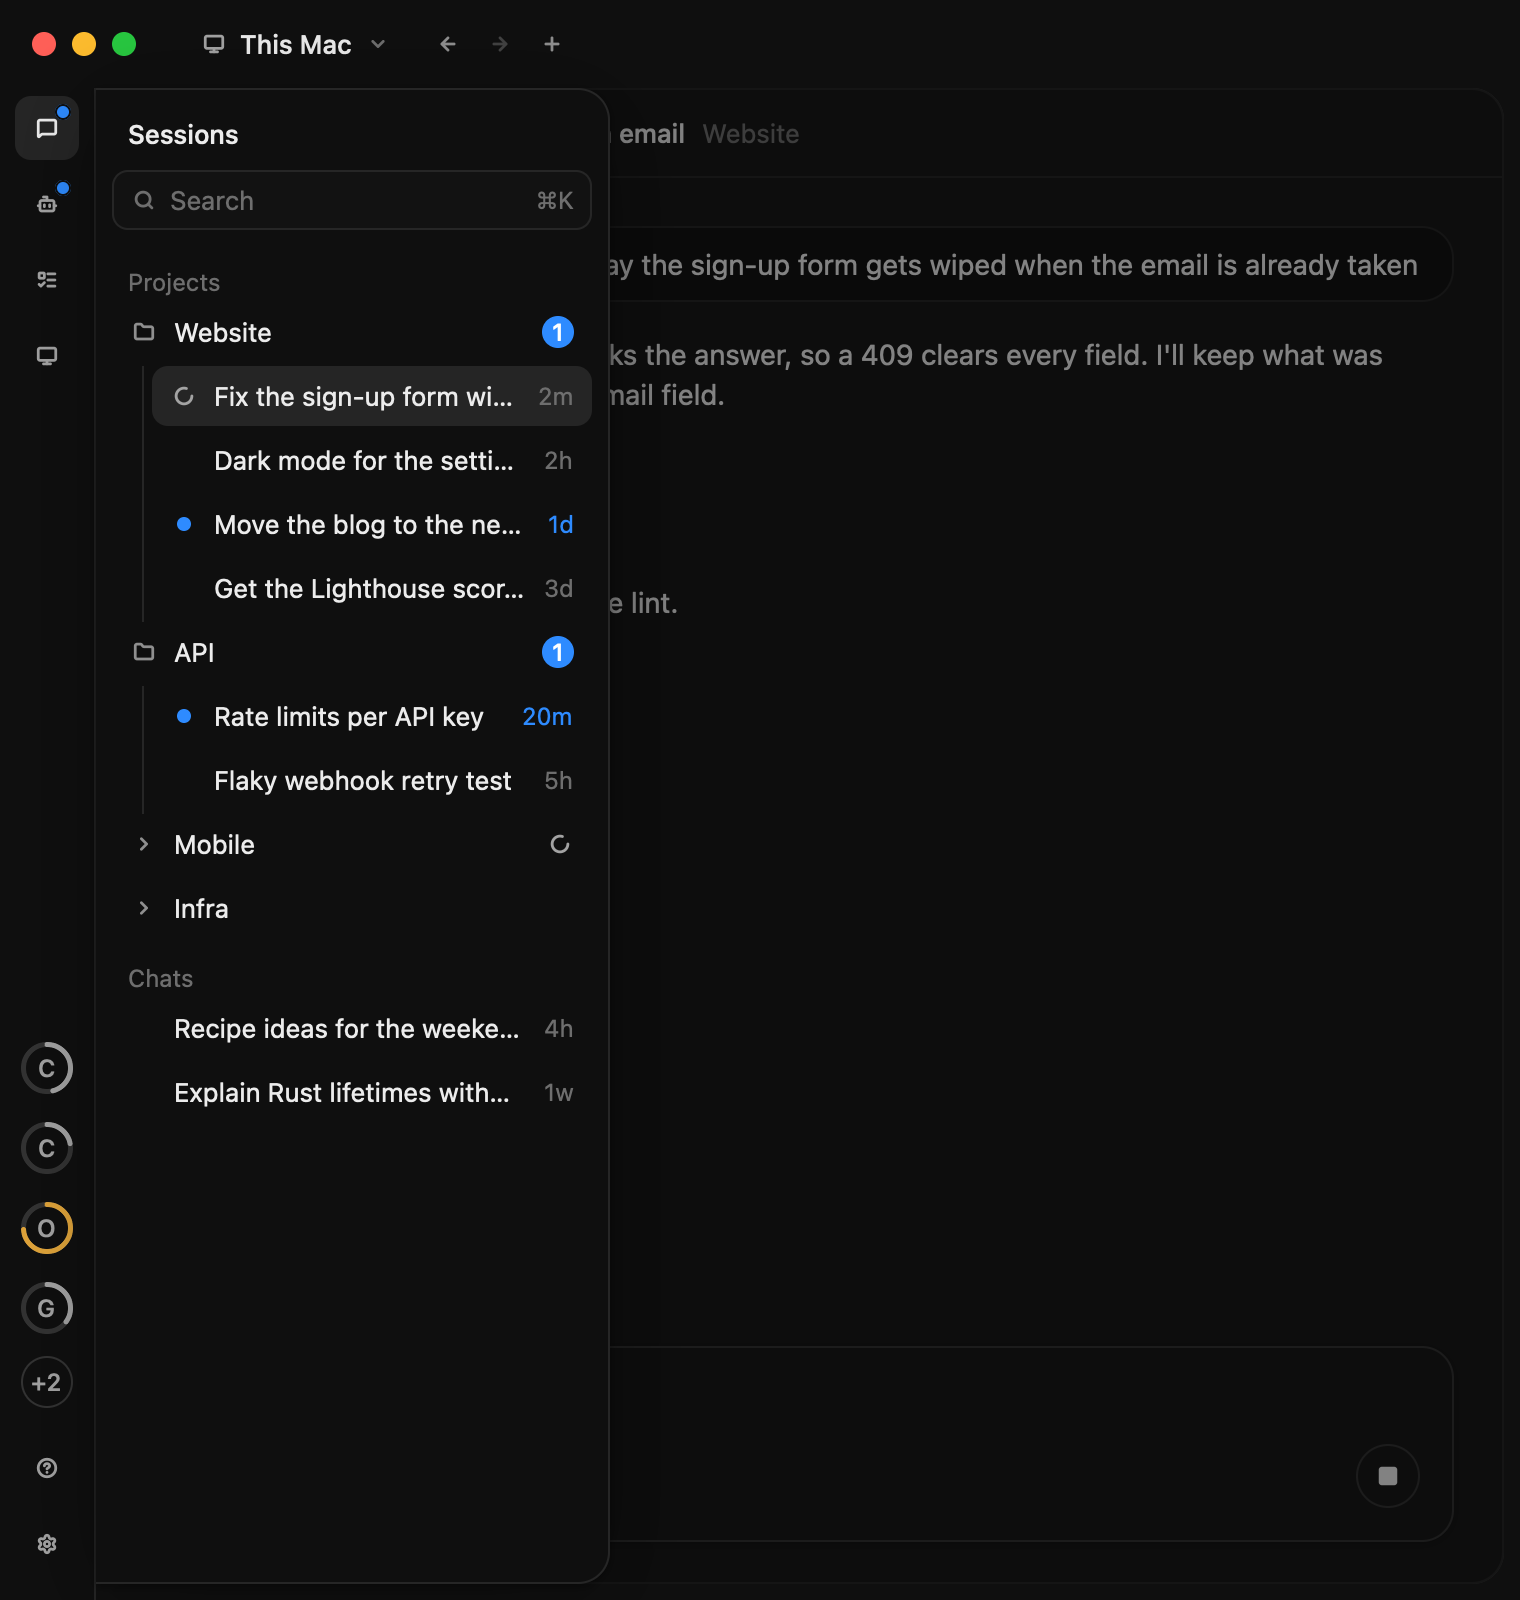 This Mac
Sessions
email Website
Search ⌘K
Projects
ay the sign-up form gets wiped when the email is already taken
Website 1
ks the answer, so a 409 clears every field. I'll keep what was
Fix the sign-up form wi... 2m
mail field.
Dark mode for the setti... 2h
Move the blog to the ne... 1d
Get the Lighthouse scor... 3d
e lint.
API 1
Rate limits per API key 20m
Flaky webhook retry test 5h
Mobile
Infra
Chats
Recipe ideas for the weeke... 4h
Explain Rust lifetimes with... 1w
C
C
O
G
+2